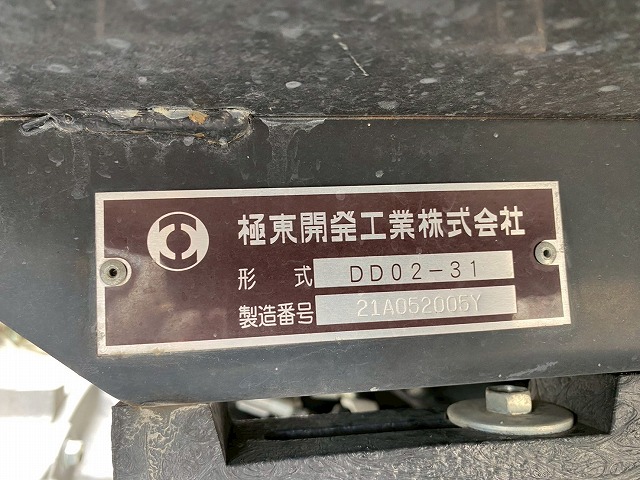 極東開発工業株式会社
形 式 DD02-31
製造番号 21A052005Y